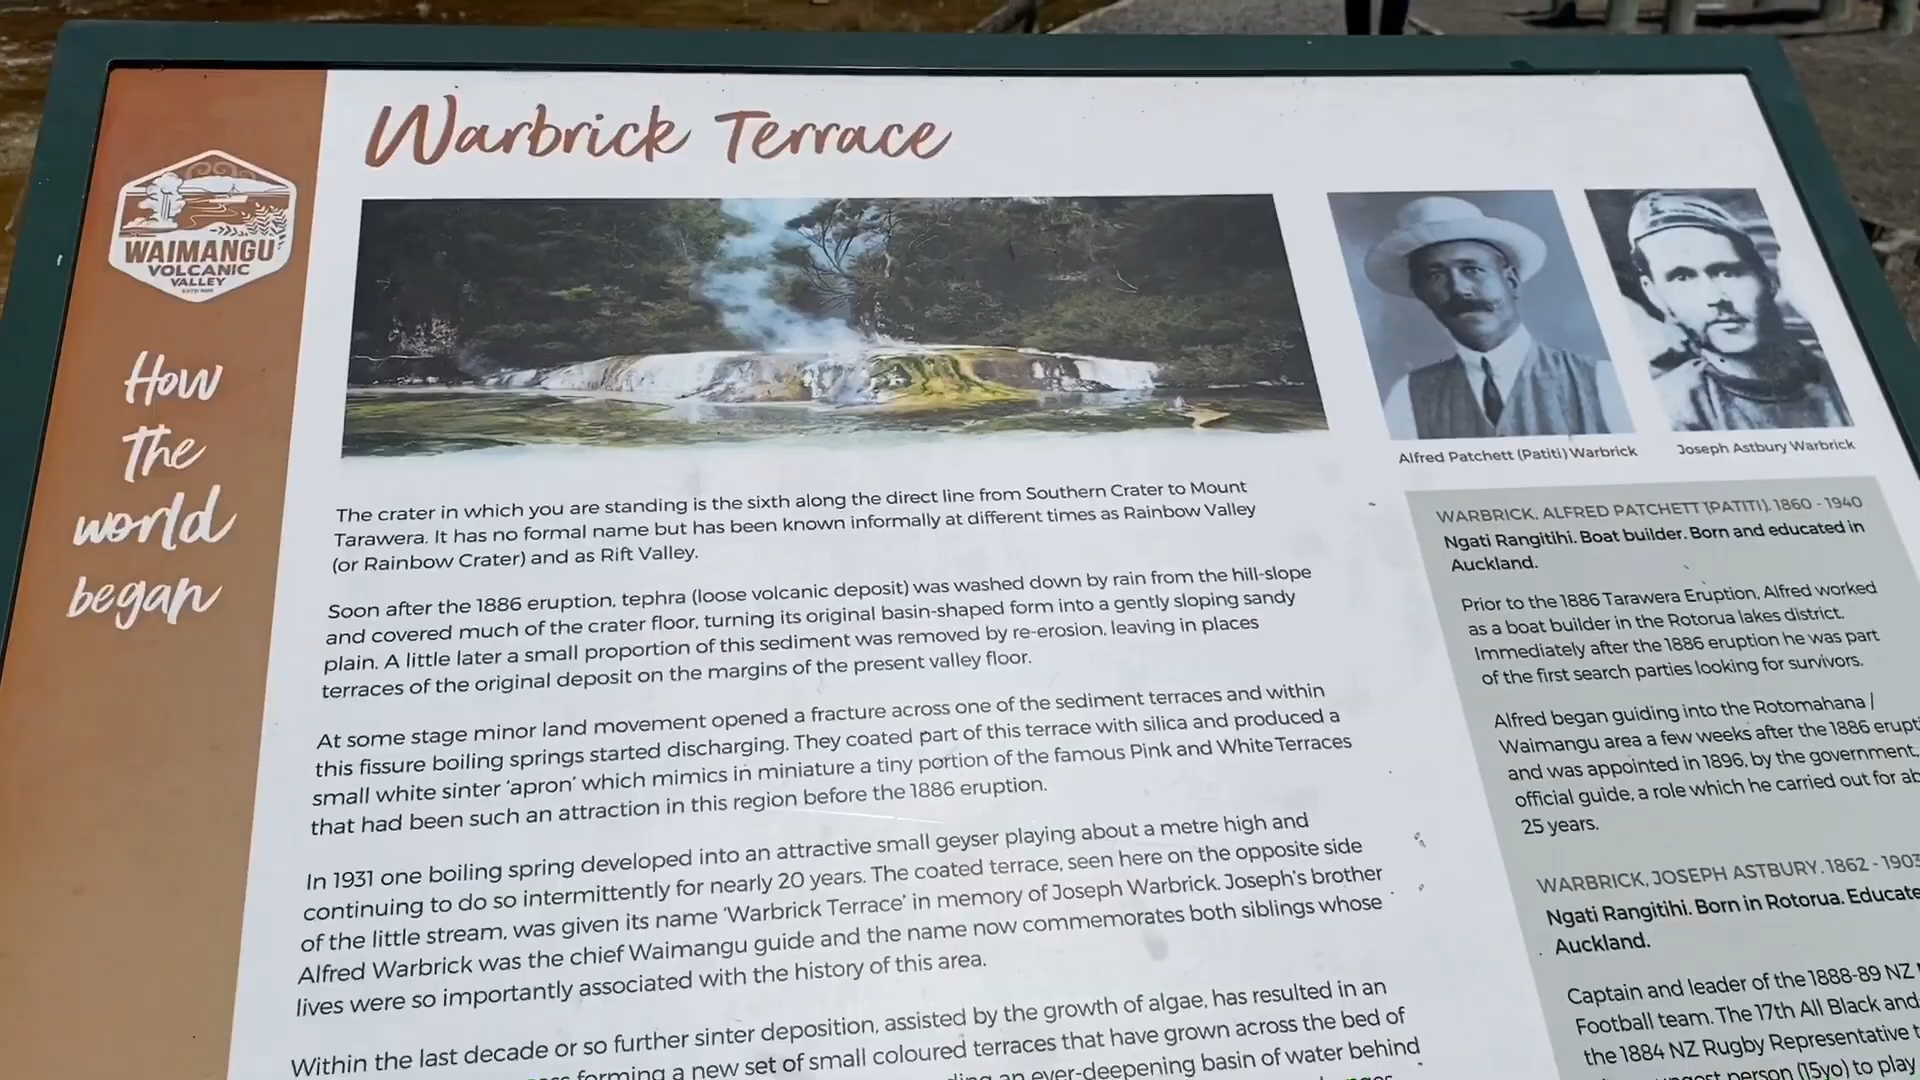 Warbrick Terrace
WAIMANGU
VOLCANIC
VALLEY
How
The
world
began
Alfred Patchett (Patiti) Warbrick
Joseph Astbury Warbrick
The crater in which you are standing is the sixth along the direct line from Southern Crater to Mount
Tarawera. It has no formal name but has been known informally at different times as Rainbow Valley
(or Rainbow Crater) and as Rift Valley.
Soon after the 1886 eruption, tephra (loose volcanic deposit) was washed down by rain from the hill-slope
and covered much of the crater floor, turning its original basin-shaped form into a gently sloping sandy
plain. A little later a small proportion of this sediment was removed by re-erosion, leaving in places
terraces of the original deposit on the margins of the present valley floor.
At some stage minor land movement opened a fracture across one of the sediment terraces and within
this fissure boiling springs started discharging. They coated part of this terrace with silica and produced a
small white sinter 'apron' which mimics in miniature a tiny portion of the famous Pink and White Terraces
that had been such an attraction in this region before the 1886 eruption.
In 1931 one boiling spring developed into an attractive small geyser playing about a metre high and
continuing to do so intermittently for nearly 20 years. The coated terrace, seen here on the opposite side
of the little stream, was given its name 'Warbrick Terrace' in memory of Joseph Warbrick. Joseph's brother
Alfred Warbrick was the chief Waimangu guide and the name now commemorates both siblings whose
lives were so importantly associated with the history of this area.
Within the last decade or so further sinter deposition, assisted by the growth of algae, has resulted in an
forming a new set of small coloured terraces that have grown across the bed of
an ever-deepening basin of water behind
WARBRICK, ALFRED PATCHETT (PATITI). 1860 - 1940
Ngati Rangitihi. Boat builder. Born and educated in
Auckland.
Prior to the 1886 Tarawera Eruption, Alfred worked
as a boat builder in the Rotorua lakes district.
Immediately after the 1886 eruption he was part
of the first search parties looking for survivors.
Alfred began guiding into the Rotomahana /
Waimangu area a few weeks after the 1886 erupti
and was appointed in 1896, by the government,
official guide, a role which he carried out for ab
25 years.
WARBRICK, JOSEPH ASTBURY. 1862 - 1903
Ngati Rangitihi. Born in Rotorua. Educate
Auckland.
Captain and leader of the 1888-89 NZ
Football team. The 17th All Black and
the 1884 NZ Rugby Representative t
person (15yo) to play